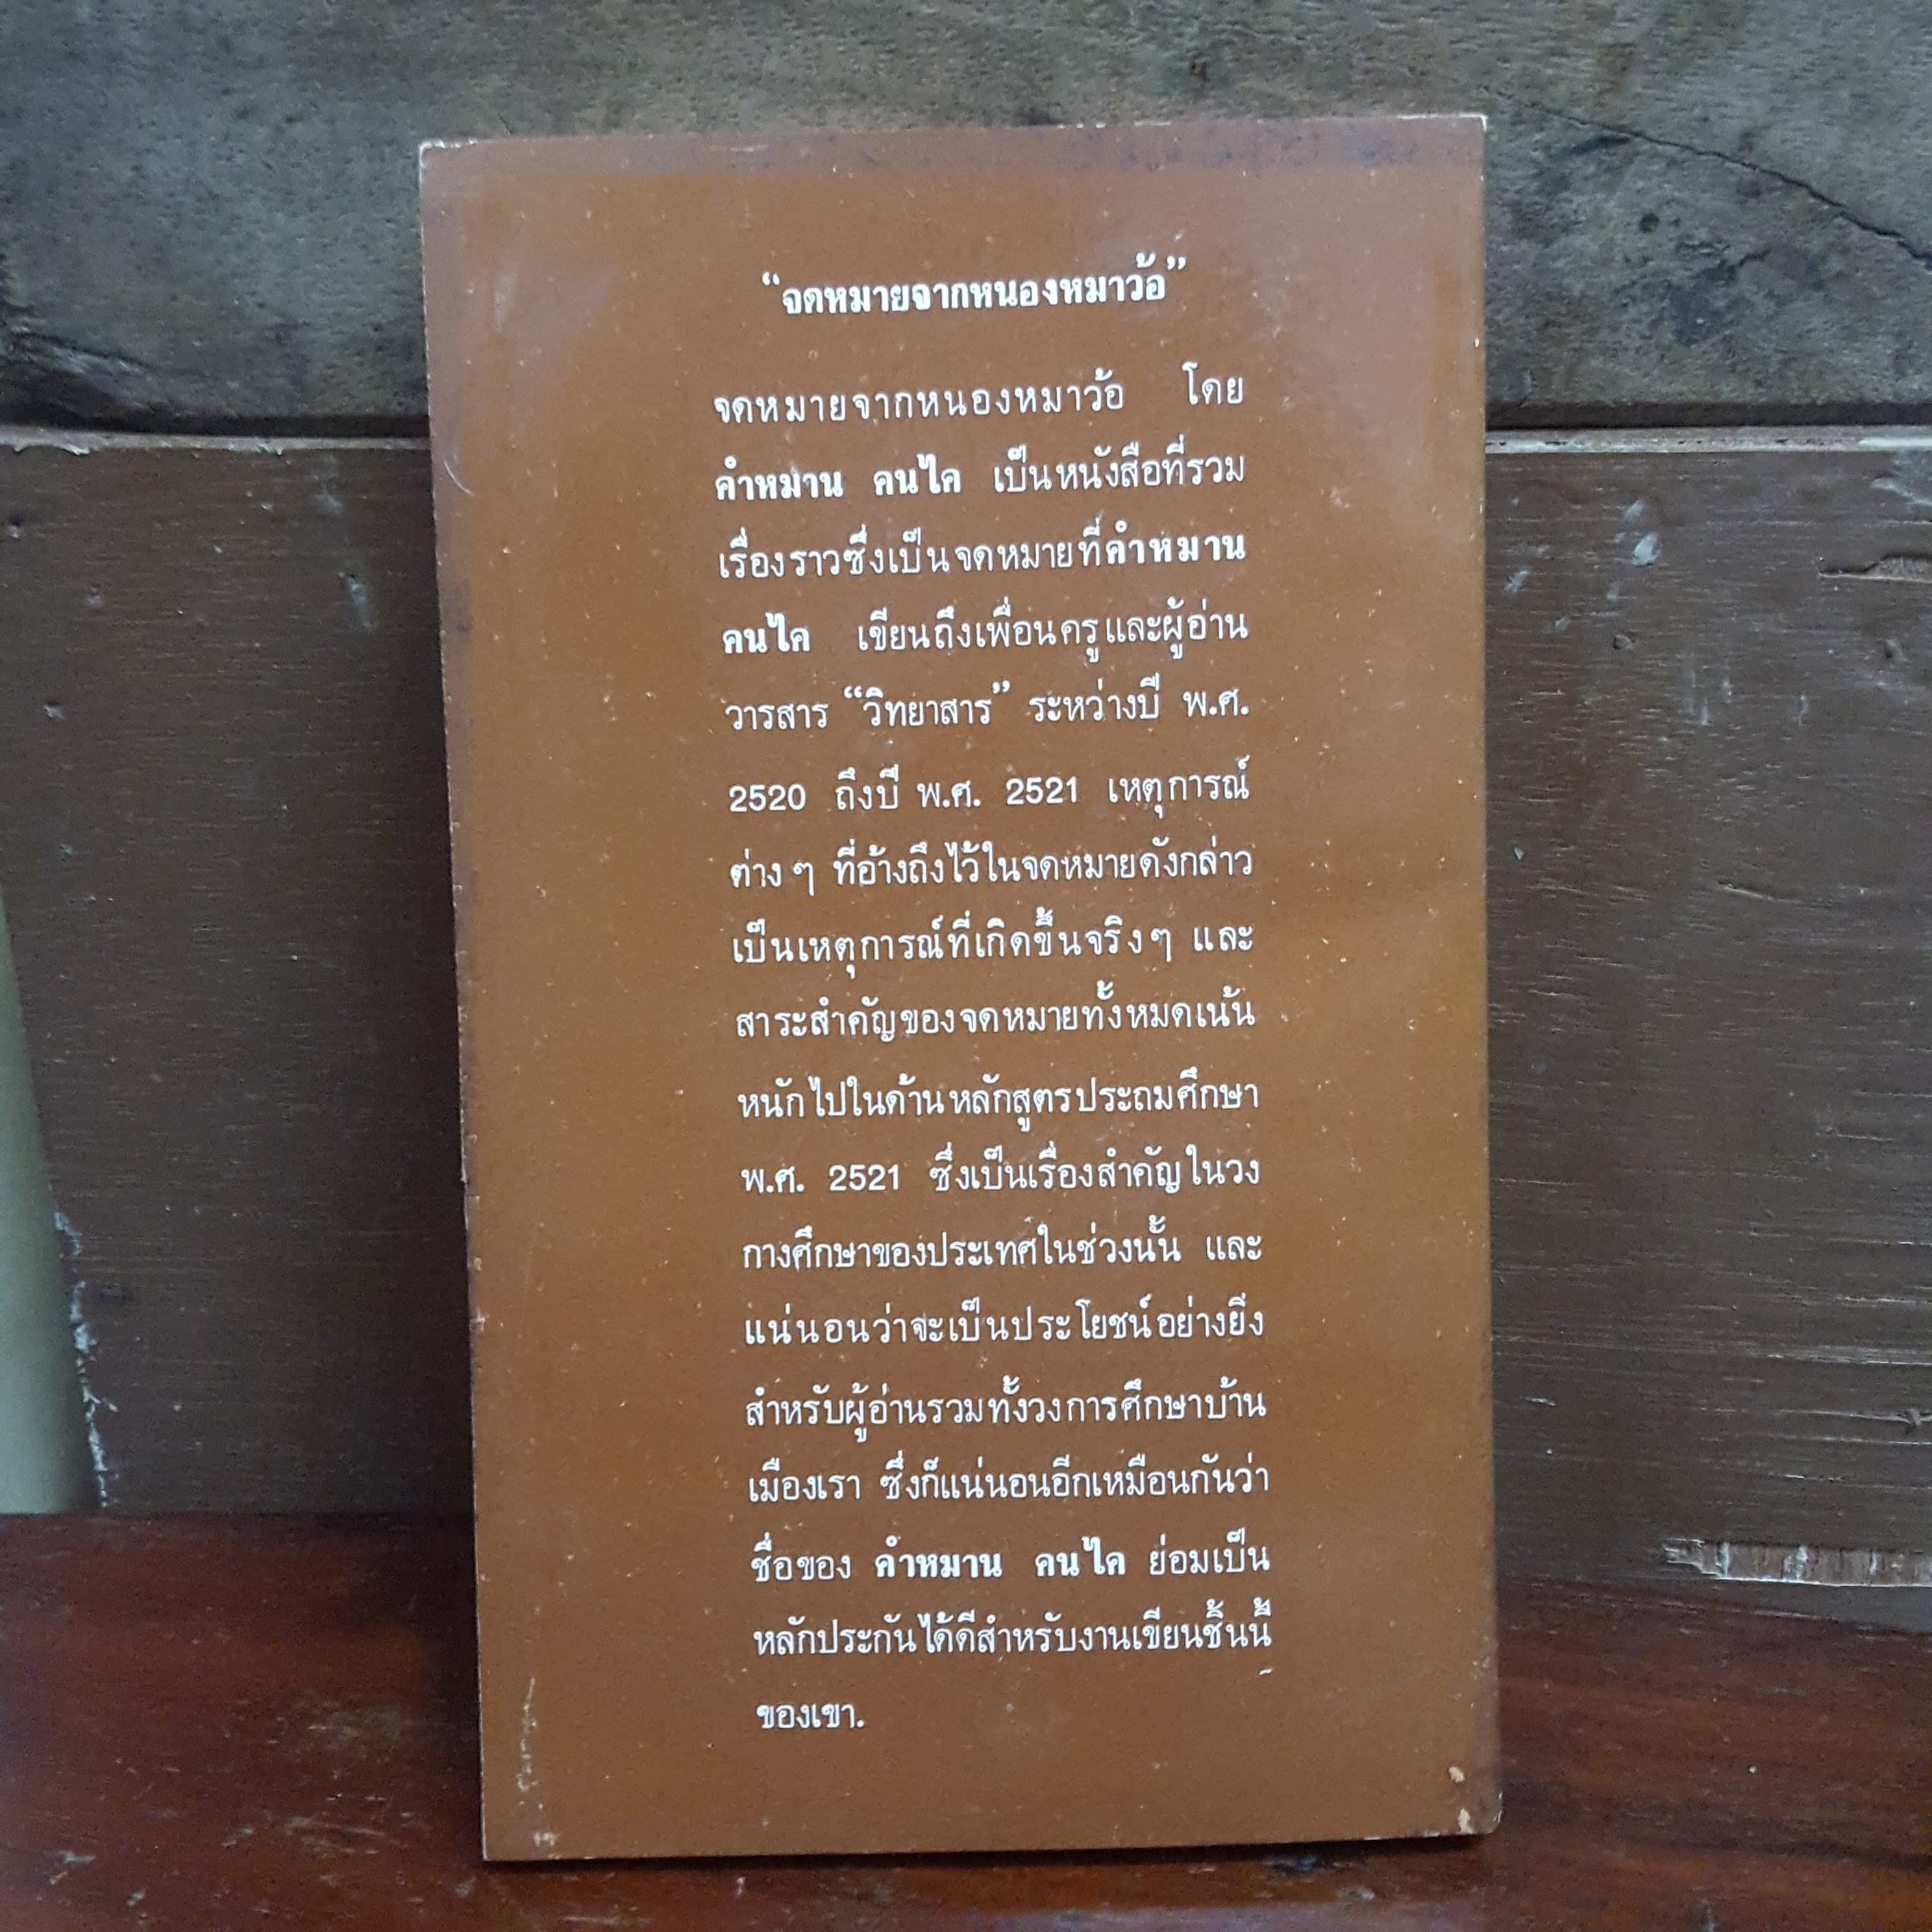 “จดหมายจากหนองหมาว้อ”
จดหมายจากหนองหมาว้อ โดย
คำหมาน คนไค เป็นหนังสือที่รวม
เรื่องราวซึ่งเป็นจดหมายที่คำหมาน
คนไค เขียนถึงเพื่อนครูและผู้อ่าน
วารสาร “วิทยาสาร” ระหว่างปี พ.ศ.
2520 ถึงปี พ.ศ. 2521 เหตุการณ์
ต่าง ๆ ที่อ้างถึงไว้ในจดหมายดังกล่าว
เป็นเหตุการณ์ที่เกิดขึ้นจริงๆ และ
สาระสำคัญของจดหมายทั้งหมดเน้น
หนักไปในด้านหลักสูตรประถมศึกษา
พ.ศ. 2521 ซึ่งเป็นเรื่องสำคัญในวง
กางศึกษาของประเทศในช่วงนั้น และ
แน่นอนว่าจะเป็นประโยชน์อย่างยิ่ง
สำหรับผู้อ่านรวมทั้งวงการศึกษาบ้าน
เมืองเรา ซึ่งก็แน่นอนอีกเหมือนกันว่า
ชื่อของ คำหมาน คนไค ย่อมเป็น
หลักประกันได้ดีสำหรับงานเขียนชิ้นนี้
ของเขา.